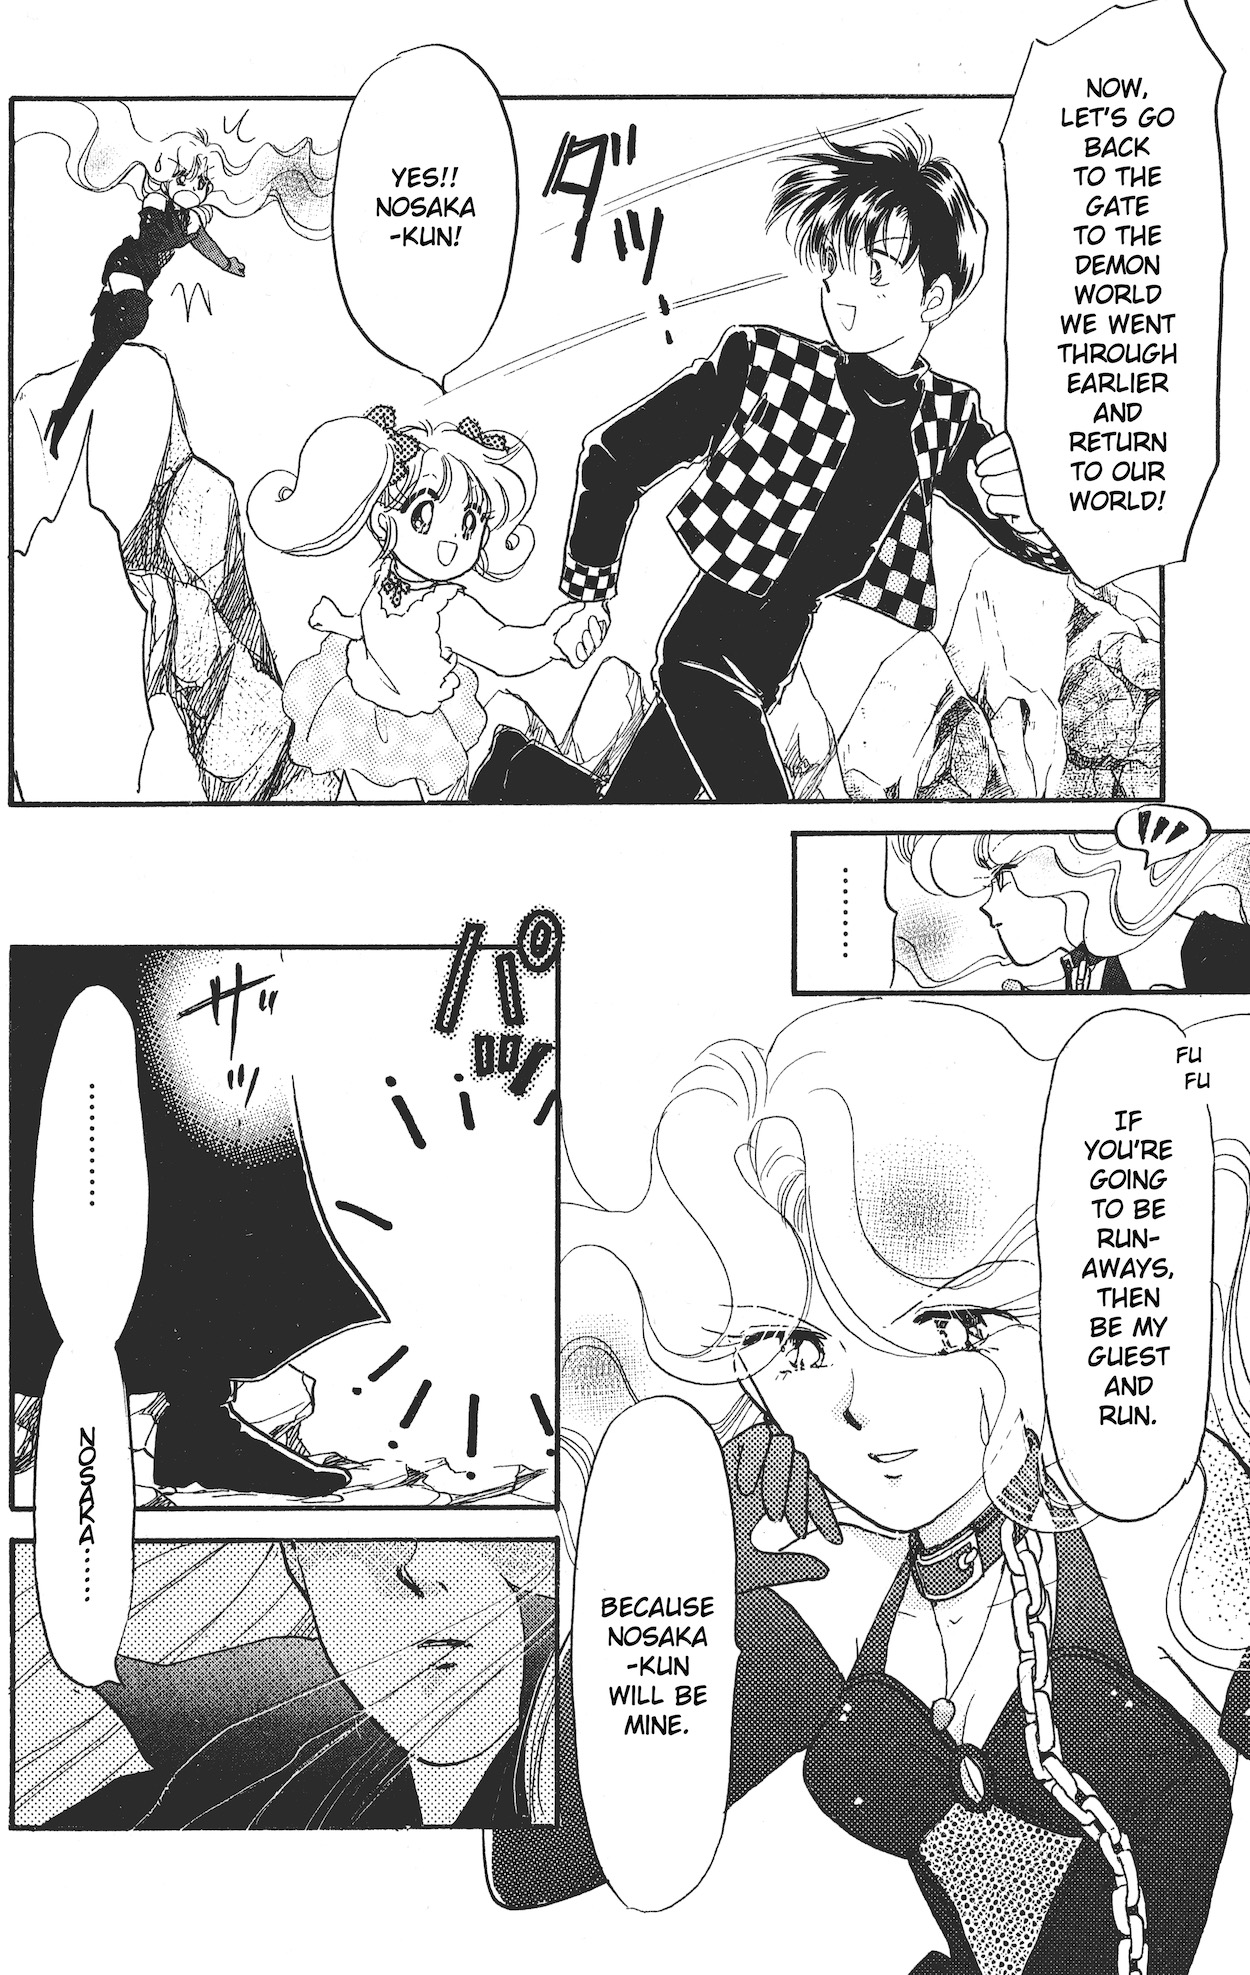 NOW,
LET'S GO
BACK
TO THE
GATE
TO THE
DEMON
WORLD
WE WENT
THROUGH
EARLIER
AND
RETURN
TO OUR
WORLD!
ダッ
YES!!
NOSAKA
-KUN!
.........
FU
FU
IF
YOU'RE
GOING
TO BE
RUN-
AWAYS,
THEN
BE MY
GUEST
AND
RUN.
BECAUSE
NOSAKA
-KUN
WILL BE
MINE.
パッ
ザッ
...........
NOSAKA......